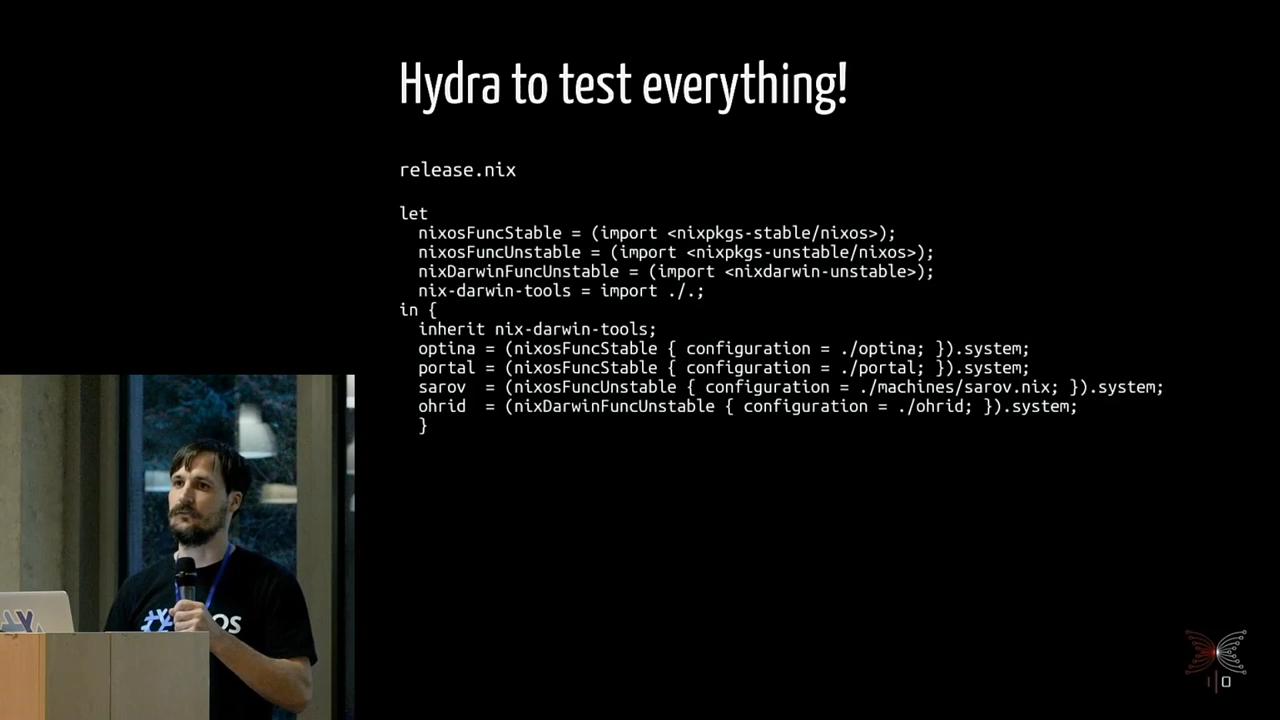 Hydra to test everything!
release.nix
let
  nixosFuncStable = (import <nixpkgs-stable/nixos>);
  nixosFuncUnstable = (import <nixpkgs-unstable/nixos>);
  nixDarwinFuncUnstable = (import <nixdarwin-unstable>);
  nix-darwin-tools = import ./.;
in {
  inherit nix-darwin-tools;
  optina = (nixosFuncStable { configuration = ./optina; }).system;
  portal = (nixosFuncStable { configuration = ./portal; }).system;
  sarov  = (nixosFuncUnstable { configuration = ./machines/sarov.nix; }).system;
  ohrid  = (nixDarwinFuncUnstable { configuration = ./ohrid; }).system;
  }
OS
I|O